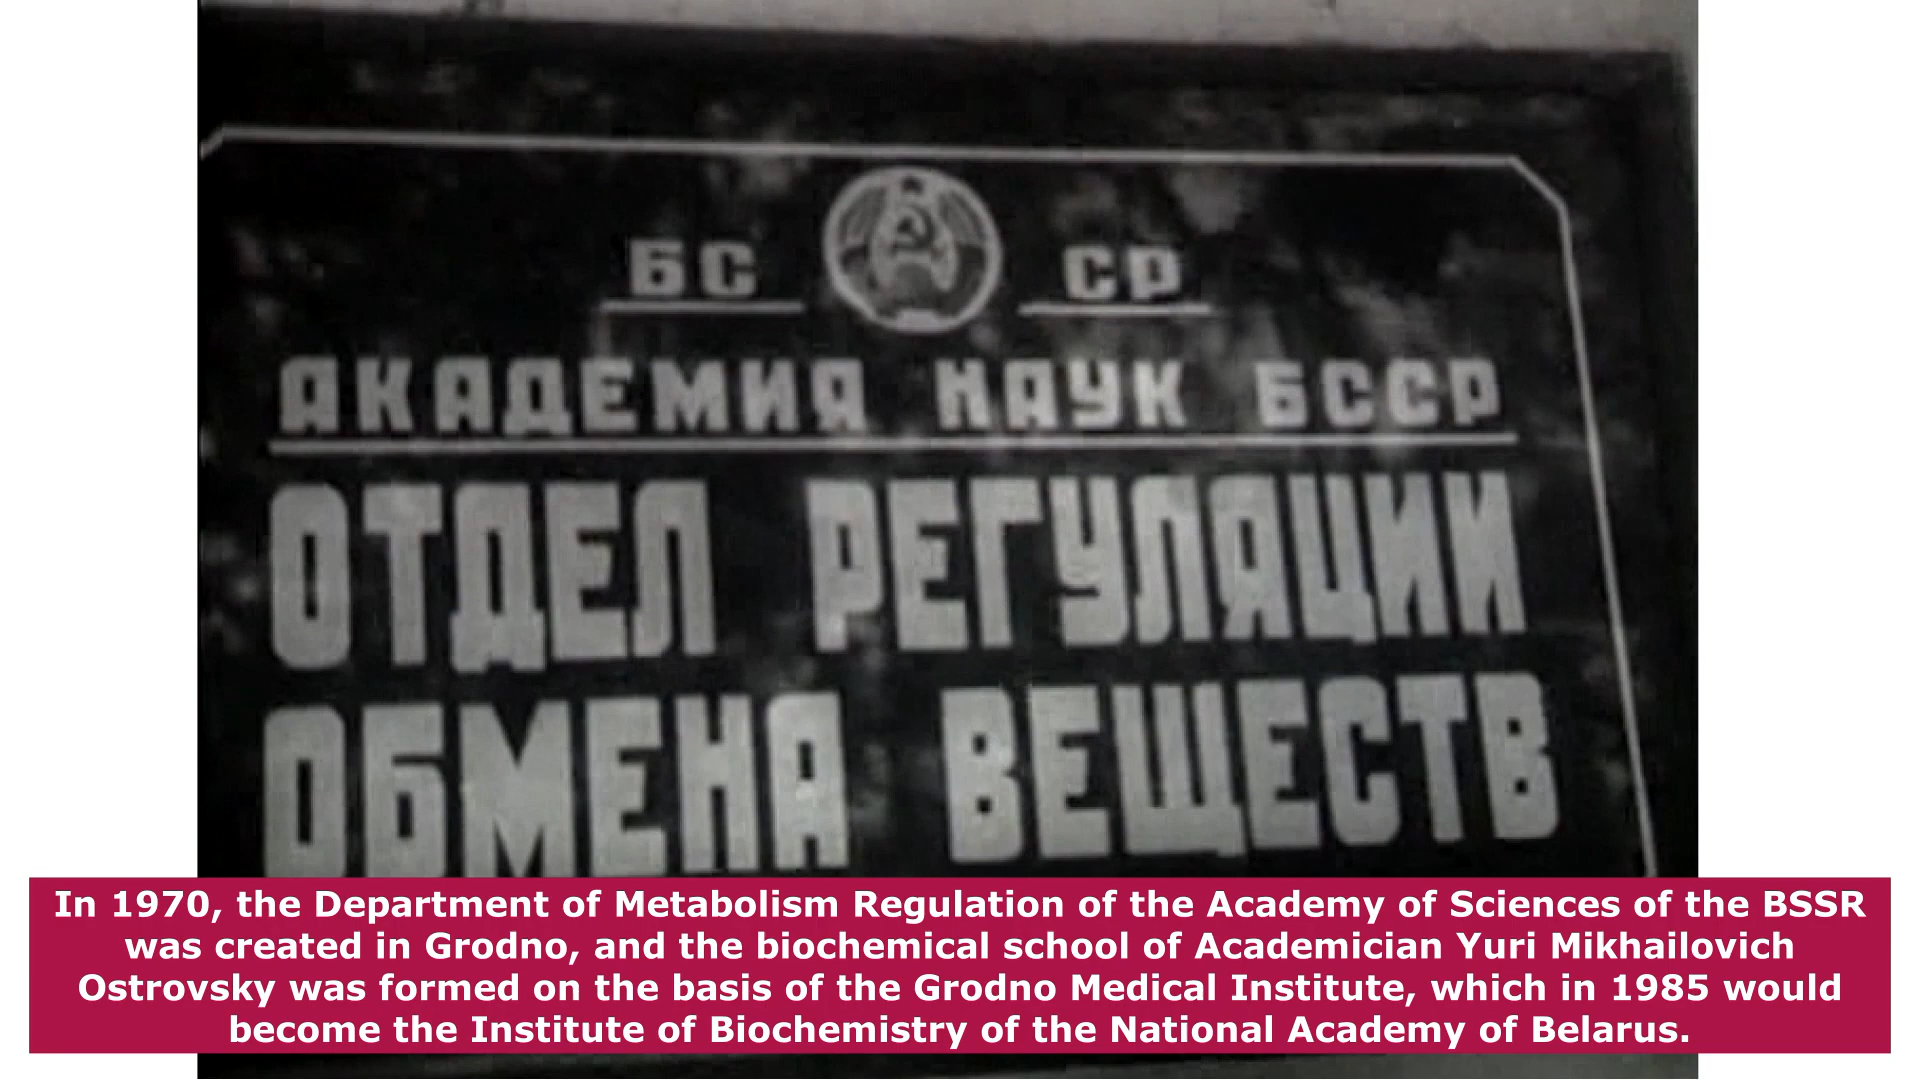 БС СР
АКАДЕМИЯ НАУК БССР
ОТДЕЛ РЕГУЛЯЦИИ
ОБМЕНА ВЕЩЕСТВ
In 1970, the Department of Metabolism Regulation of the Academy of Sciences of the BSSR
was created in Grodno, and the biochemical school of Academician Yuri Mikhailovich
Ostrovsky was formed on the basis of the Grodno Medical Institute, which in 1985 would
become the Institute of Biochemistry of the National Academy of Belarus.